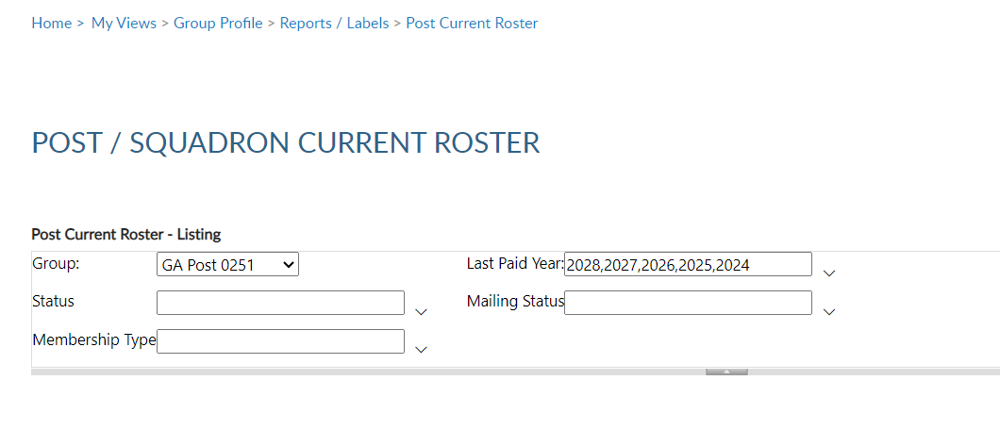 Home > My Views > Group Profile > Reports / Labels > Post Current Roster
POST / SQUADRON CURRENT ROSTER
Post Current Roster - Listing
Group: GA Post 0251 Last Paid Year: 2028,2027,2026,2025,2024
Status Mailing Status
Membership Type